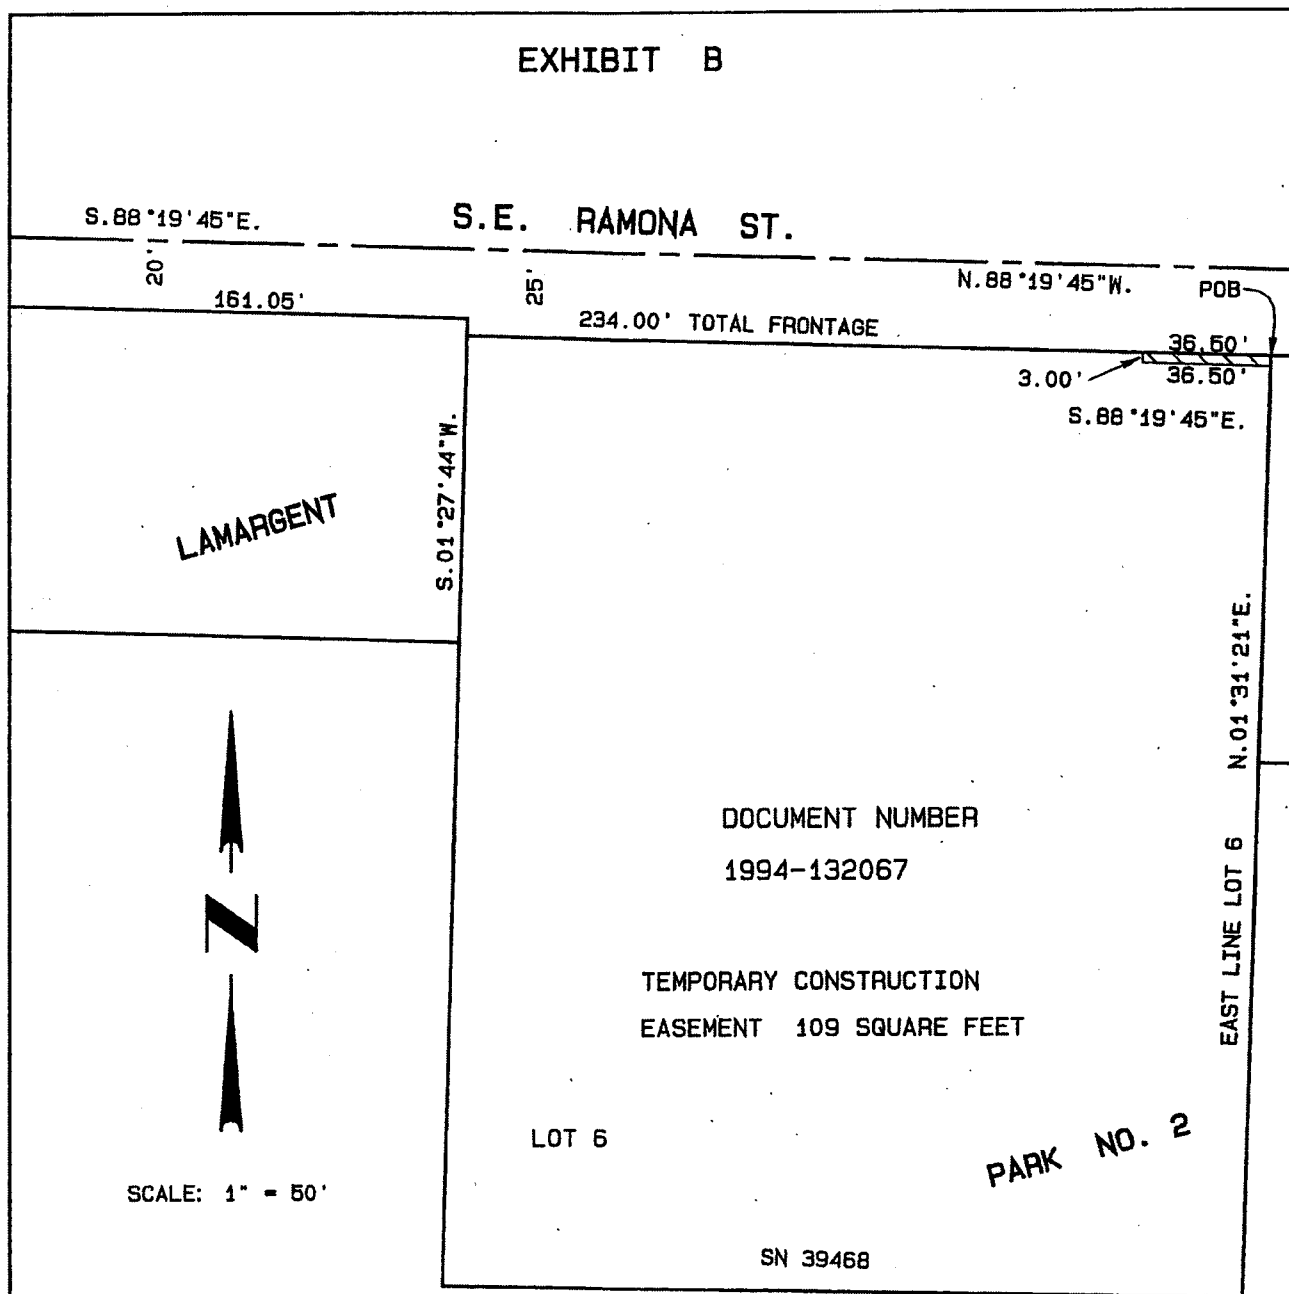 EXHIBIT B
S.88°19'45"E.
S.E. RAMONA ST.
20'
25'
N.88°19'45"W.
POB
161.05'
234.00' TOTAL FRONTAGE
36.50'
3.00'
36.50'
S.88°19'45"E.
S.01°27'44"W.
LAMARGENT
N.01°31'21"E.
DOCUMENT NUMBER
1994-132067
EAST LINE LOT 6
N
TEMPORARY CONSTRUCTION
EASEMENT 109 SQUARE FEET
LOT 6
PARK NO. 2
SCALE: 1" = 50'
SN 39468